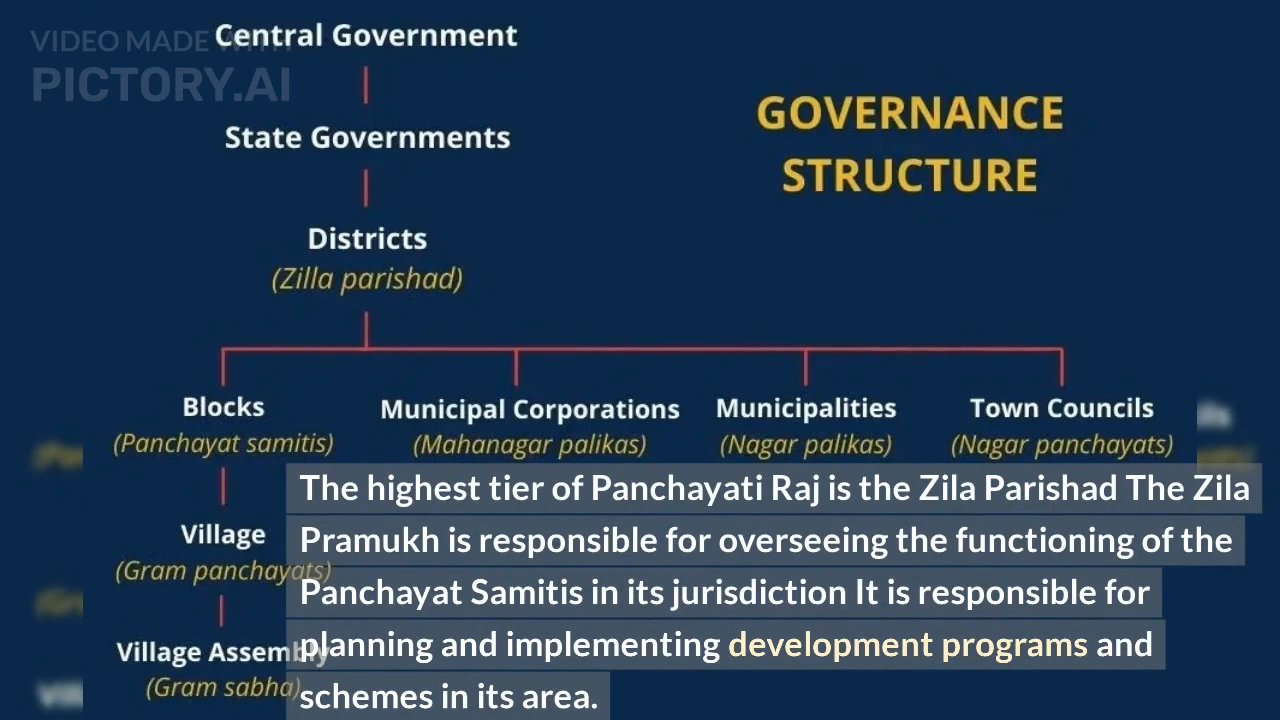 VIDEO MADE WITH
PICTORY.AI
Central Government
State Governments
GOVERNANCE
STRUCTURE
Districts
(Zilla parishad)
Blocks
(Panchayat samitis)
Municipal Corporations
(Mahanagar palikas)
Municipalities
(Nagar palikas)
Town Councils
(Nagar panchayats)
Village
(Gram panchayats)
Village Assembly
(Gram sabha)
The highest tier of Panchayati Raj is the Zila Parishad The Zila
Pramukh is responsible for overseeing the functioning of the
Panchayat Samitis in its jurisdiction It is responsible for
planning and implementing development programs and
schemes in its area.